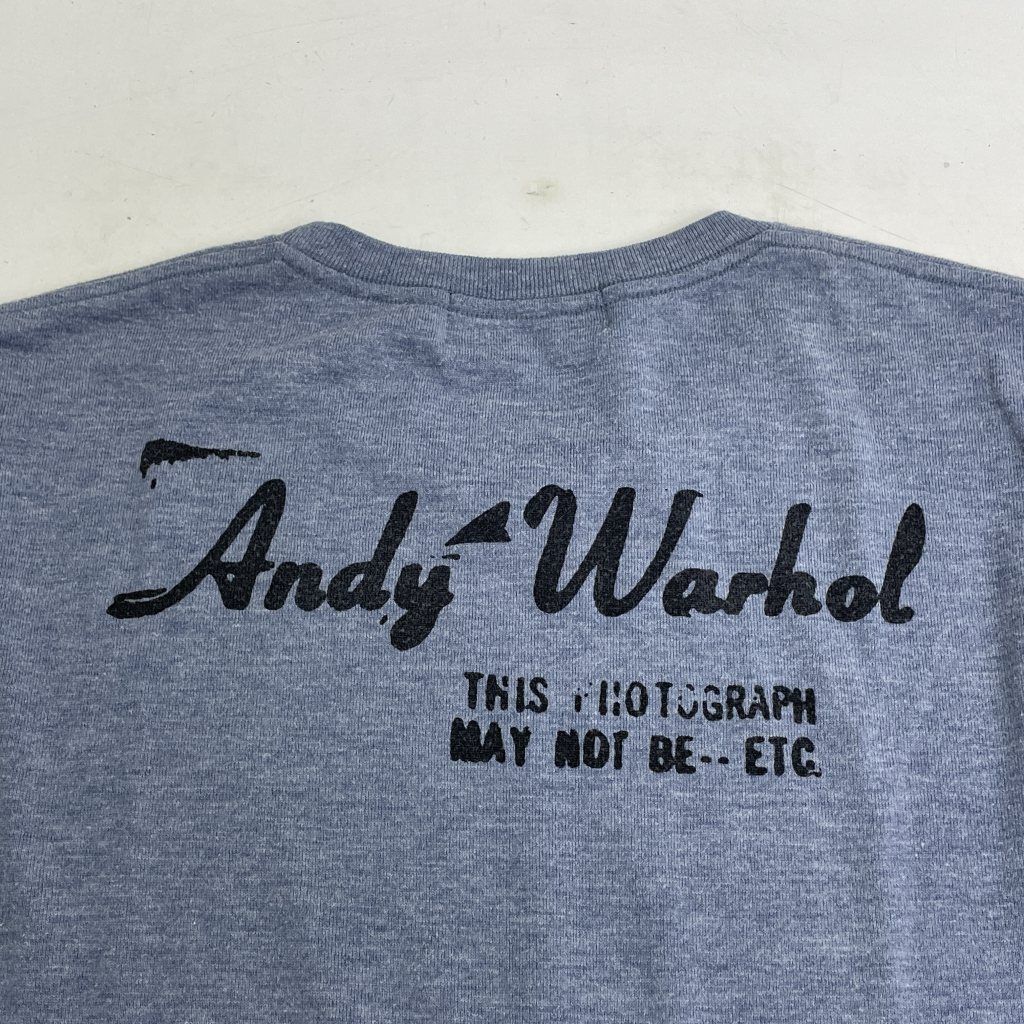 Andy Warhol
THIS PHOTOGRAPH
MAY NOT BE-- ETC.